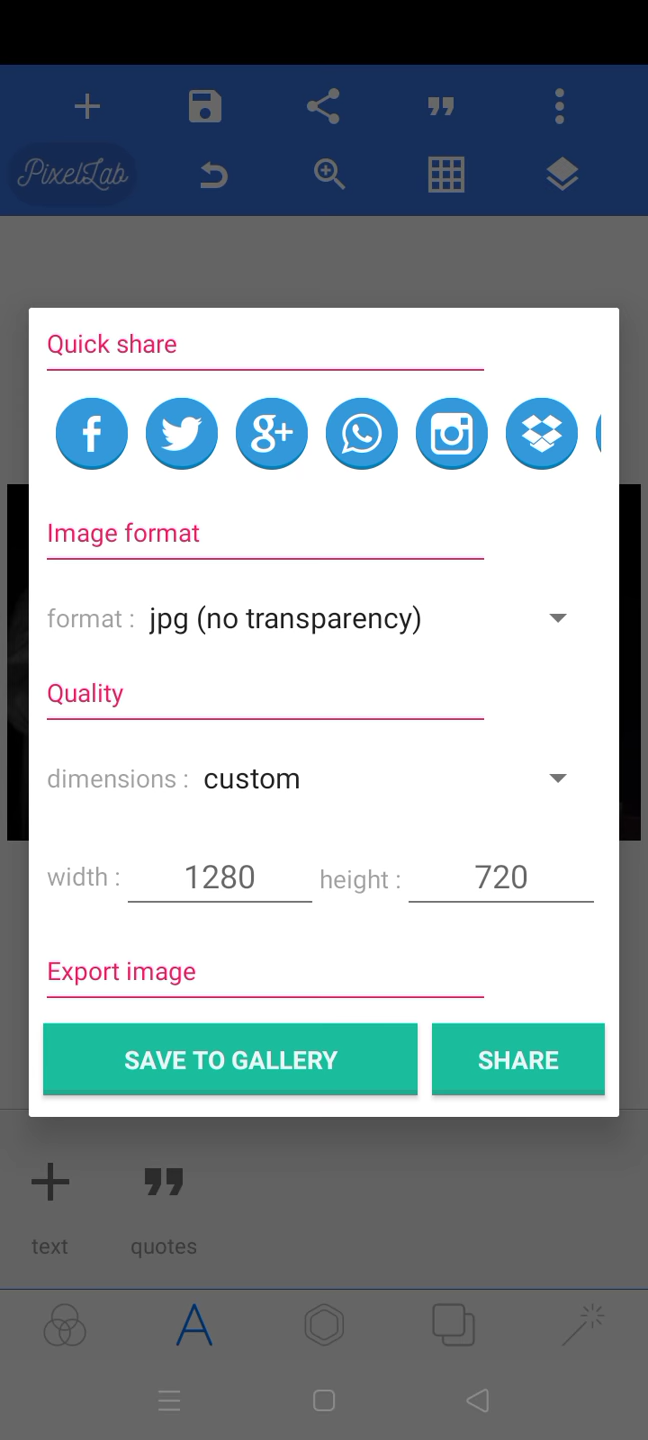 PixelLab
Quick share
Image format
format : jpg (no transparency)
Quality
dimensions : custom
width : 1280 height : 720
Export image
SAVE TO GALLERY SHARE
text quotes